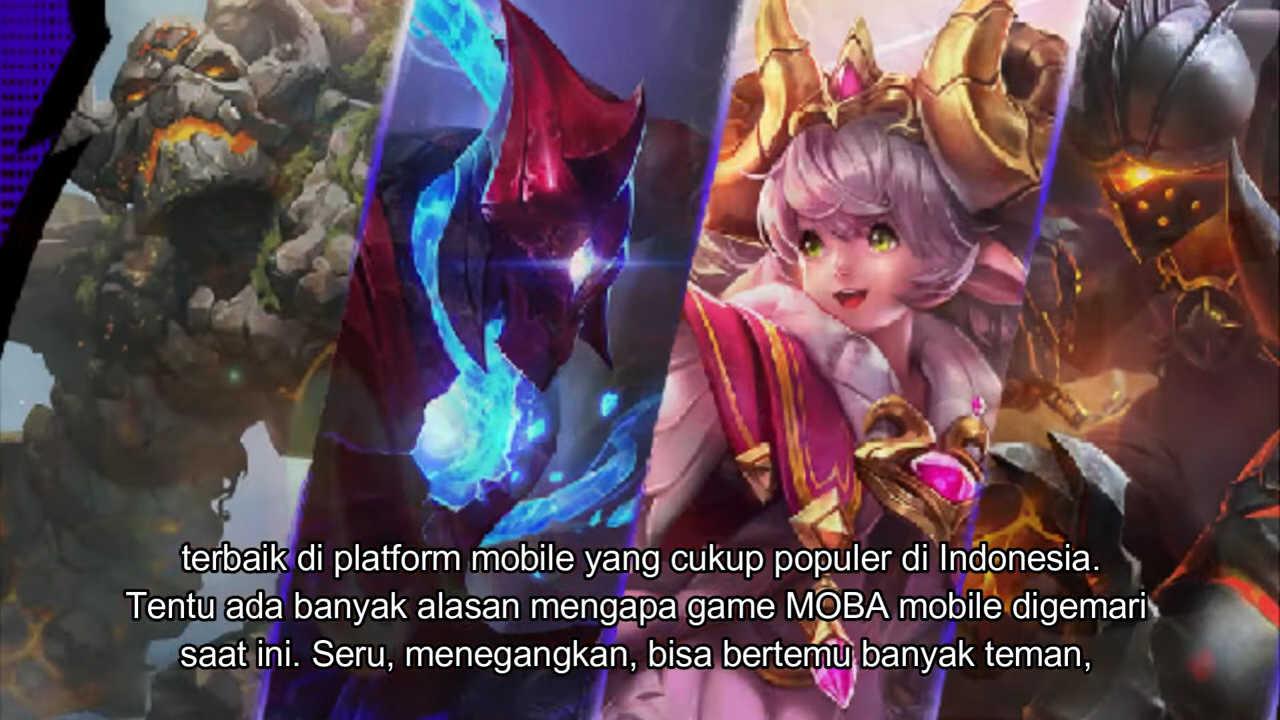 terbaik di platform mobile yang cukup populer di Indonesia.
Tentu ada banyak alasan mengapa game MOBA mobile digemari
saat ini. Seru, menegangkan, bisa bertemu banyak teman,